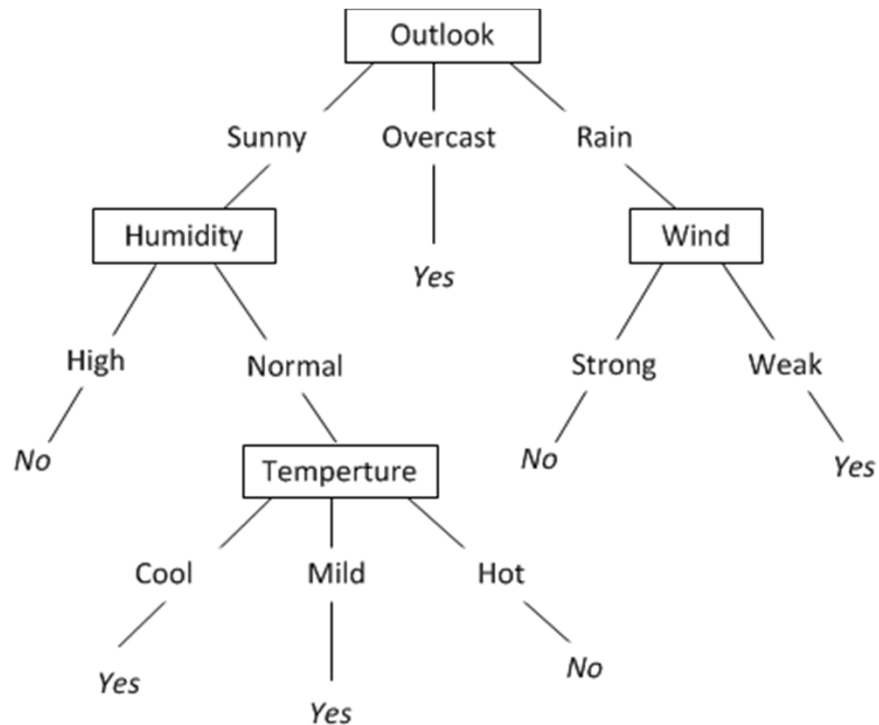 Outlook
Sunny Overcast Rain
Humidity Wind
Yes
High Normal Strong Weak
No No Yes
Temperture
Cool Mild Hot
Yes No
Yes